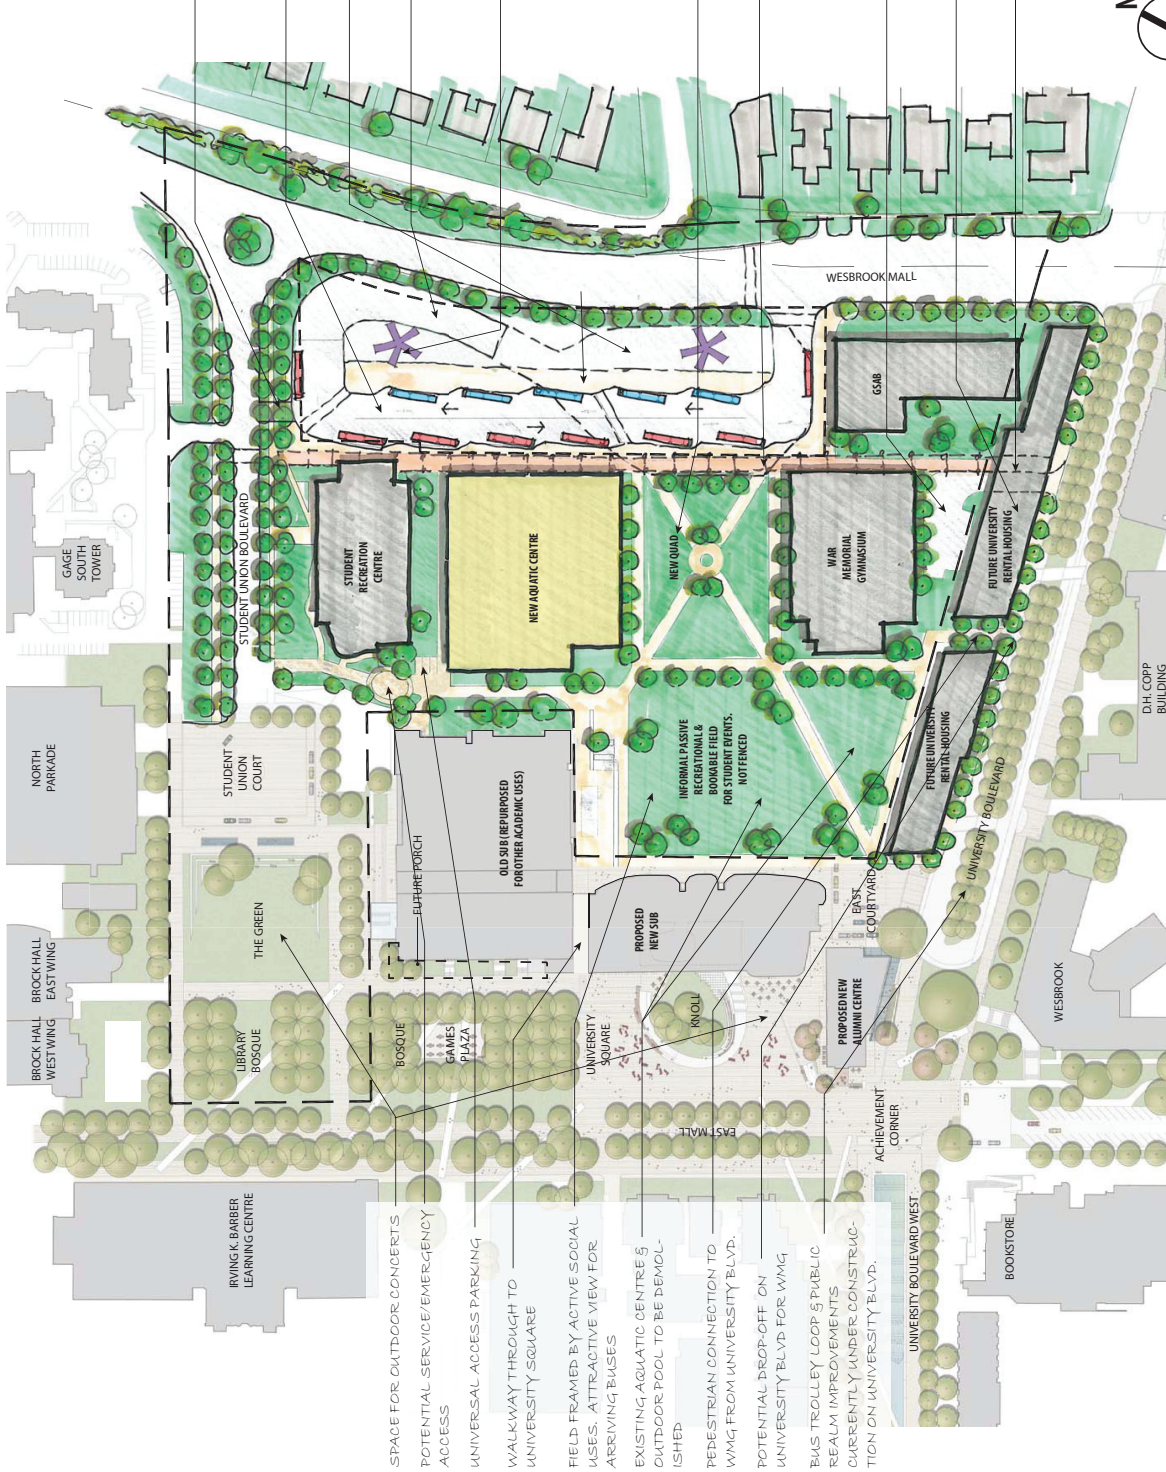 SPACE FOR OUTDOOR CONCERTS
POTENTIAL SERVICE/EMERGENCY
ACCESS
UNIVERSAL ACCESS PARKING
WALKWAY THROUGH TO
UNIVERSITY SQUARE
FIELD FRAMED BY ACTIVE SOCIAL
USES. ATTRACTIVE VIEW FOR
ARRIVING BUSES
EXISTING AQUATIC CENTRE &
OUTDOOR POOL TO BE DEMOL-
ISHED
PEDESTRIAN CONNECTION TO
WMG FROM UNIVERSITY BLVD.
POTENTIAL DROP-OFF ON
UNIVERSITY BLVD FOR WMG
BUS TROLLEY LOOP & PUBLIC
REALM IMPROVEMENTS
CURRENTLY UNDER CONSTRUC-
TION ON UNIVERSITY BLVD.
IRVING K. BARBER
LEARNING CENTRE
BROCK HALL
WEST WING
BROCK HALL
EAST WING
NORTH
PARKADE
GAGE
SOUTH
TOWER
LIBRARY
BOSQUE
THE GREEN
STUDENT
UNION
COURT
STUDENT UNION BOULEVARD
BOSQUE
GAMES
PLAZA
FUTURE PORCH
OLD SUB (REPURPOSED
FOR OTHER ACADEMIC USES)
STUDENT
RECREATION
CENTRE
NEW AQUATIC CENTRE
UNIVERSITY
SQUARE
PROPOSED
NEW SUB
KNOLL
EAST MALL
INFORMAL PASSIVE
RECREATIONAL &
BOOKABLE FIELD
FOR STUDENT EVENTS.
NOT FENCED
NEW QUAD
WAR
MEMORIAL
GYMNASIUM
GSAB
WESBROOK MALL
PROPOSED NEW
ALUMNI CENTRE
EAST
COURTYARD
ACHIEVEMENT
CORNER
FUTURE UNIVERSITY
RENTAL HOUSING
FUTURE UNIVERSITY
RENTAL HOUSING
UNIVERSITY BOULEVARD
UNIVERSITY BOULEVARD WEST
BOOKSTORE
WESBROOK
D.H. COPP
BUILDING
N